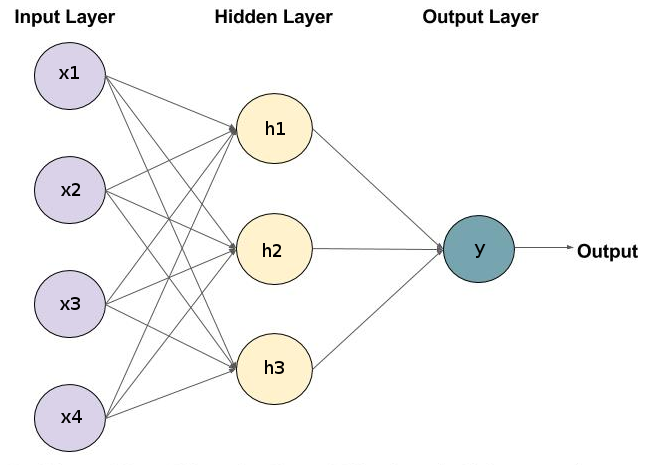 Input Layer
Hidden Layer
Output Layer
x1
h1
x2
h2
y
Output
x3
h3
x4